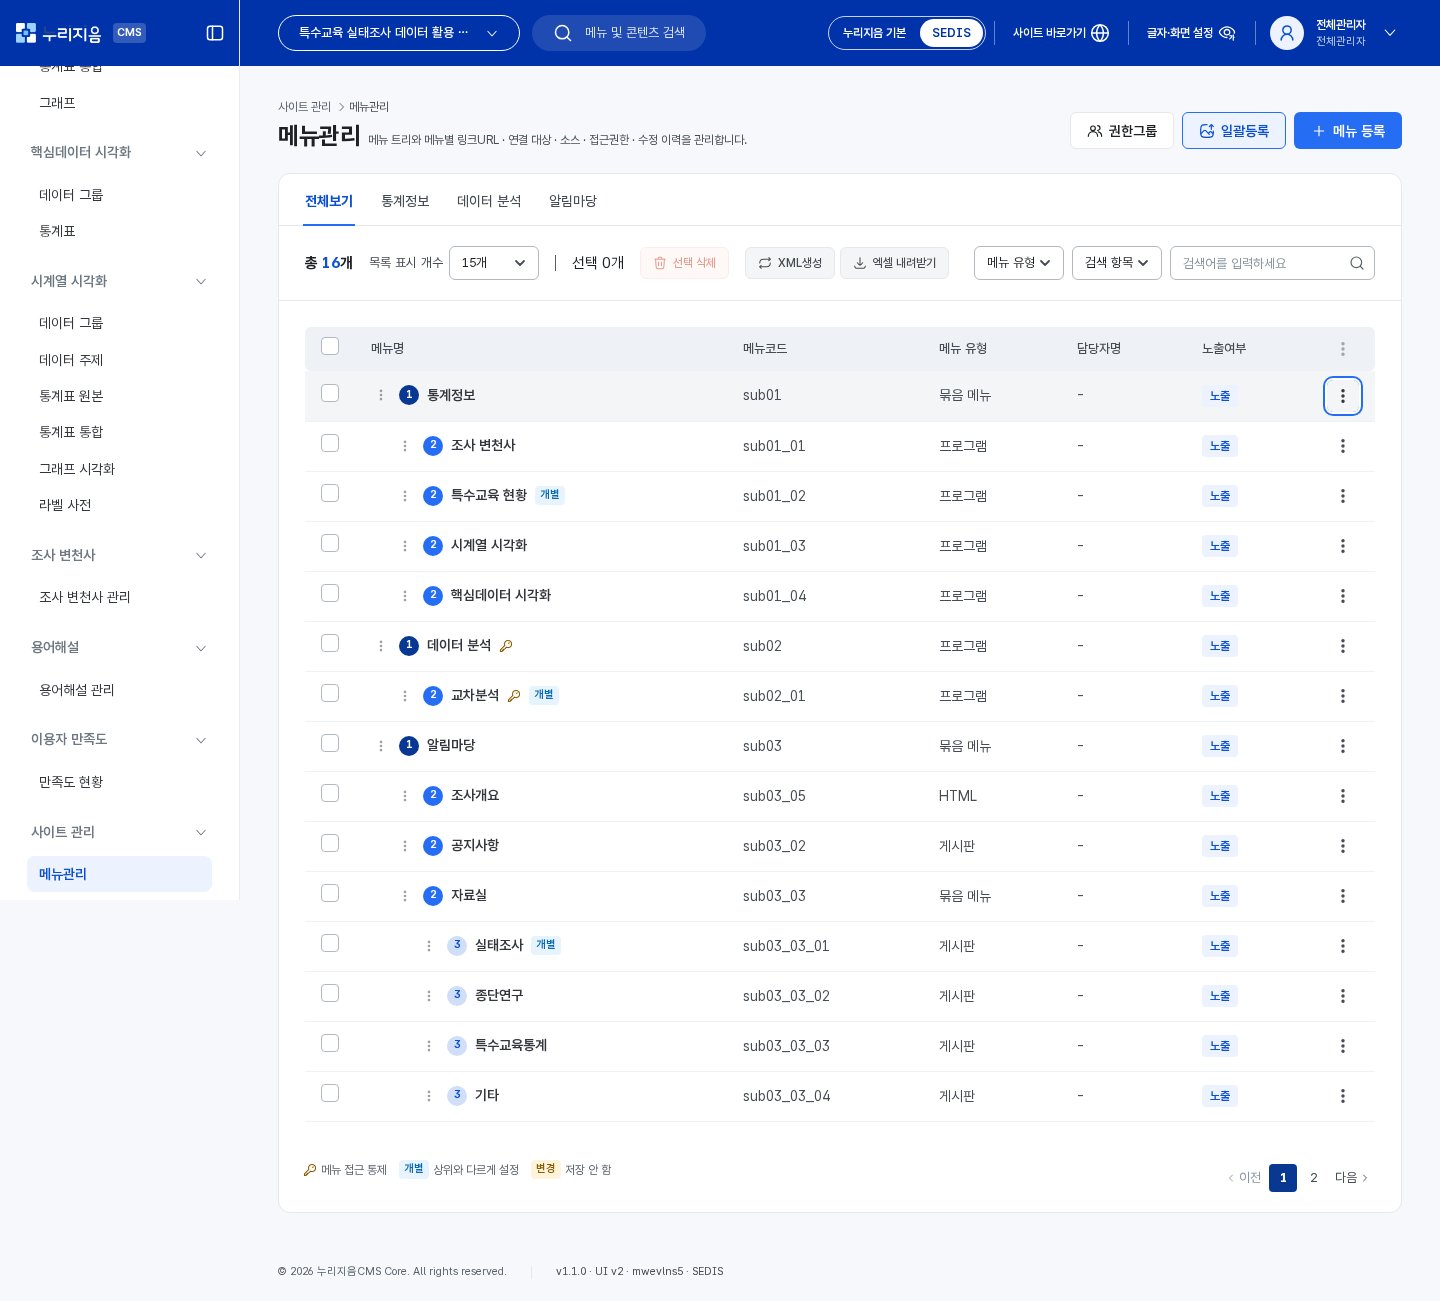 누리지음 CMS
특수교육 실태조사 데이터 활용 ···
메뉴 및 콘텐츠 검색
누리지음 기본 SEDIS
사이트 바로가기
글자·화면 설정
전체관리자
전체관리자
통계표 통합
그래프
핵심데이터 시각화
데이터 그룹
통계표
시계열 시각화
데이터 그룹
데이터 주제
통계표 원본
통계표 통합
그래프 시각화
라벨 사전
조사 변천사
조사 변천사 관리
용어해설
용어해설 관리
이용자 만족도
만족도 현황
사이트 관리
메뉴관리
사이트 관리 > 메뉴관리
메뉴관리 메뉴 트리와 메뉴별 링크URL · 연결 대상 · 소스 · 접근권한 · 수정 이력을 관리합니다.
권한그룹 일괄등록 메뉴 등록
전체보기 통계정보 데이터 분석 알림마당
총 16개 목록 표시 개수 15개 선택 0개 선택 삭제 XML생성 엑셀 내려받기 메뉴 유형 검색 항목 검색어를 입력하세요
메뉴명 메뉴코드 메뉴 유형 담당자명 노출여부
1 통계정보 sub01 묶음 메뉴 - 노출
2 조사 변천사 sub01_01 프로그램 - 노출
2 특수교육 현황 개별 sub01_02 프로그램 - 노출
2 시계열 시각화 sub01_03 프로그램 - 노출
2 핵심데이터 시각화 sub01_04 프로그램 - 노출
1 데이터 분석 sub02 프로그램 - 노출
2 교차분석 개별 sub02_01 프로그램 - 노출
1 알림마당 sub03 묶음 메뉴 - 노출
2 조사개요 sub03_05 HTML - 노출
2 공지사항 sub03_02 게시판 - 노출
2 자료실 sub03_03 묶음 메뉴 - 노출
3 실태조사 개별 sub03_03_01 게시판 - 노출
3 종단연구 sub03_03_02 게시판 - 노출
3 특수교육통계 sub03_03_03 게시판 - 노출
3 기타 sub03_03_04 게시판 - 노출
메뉴 접근 통제 개별 상위와 다르게 설정 변경 저장 안 함
이전 1 2 다음
© 2026 누리지음CMS Core. All rights reserved.
v1.1.0 · UI v2 · mwevlns5 · SEDIS